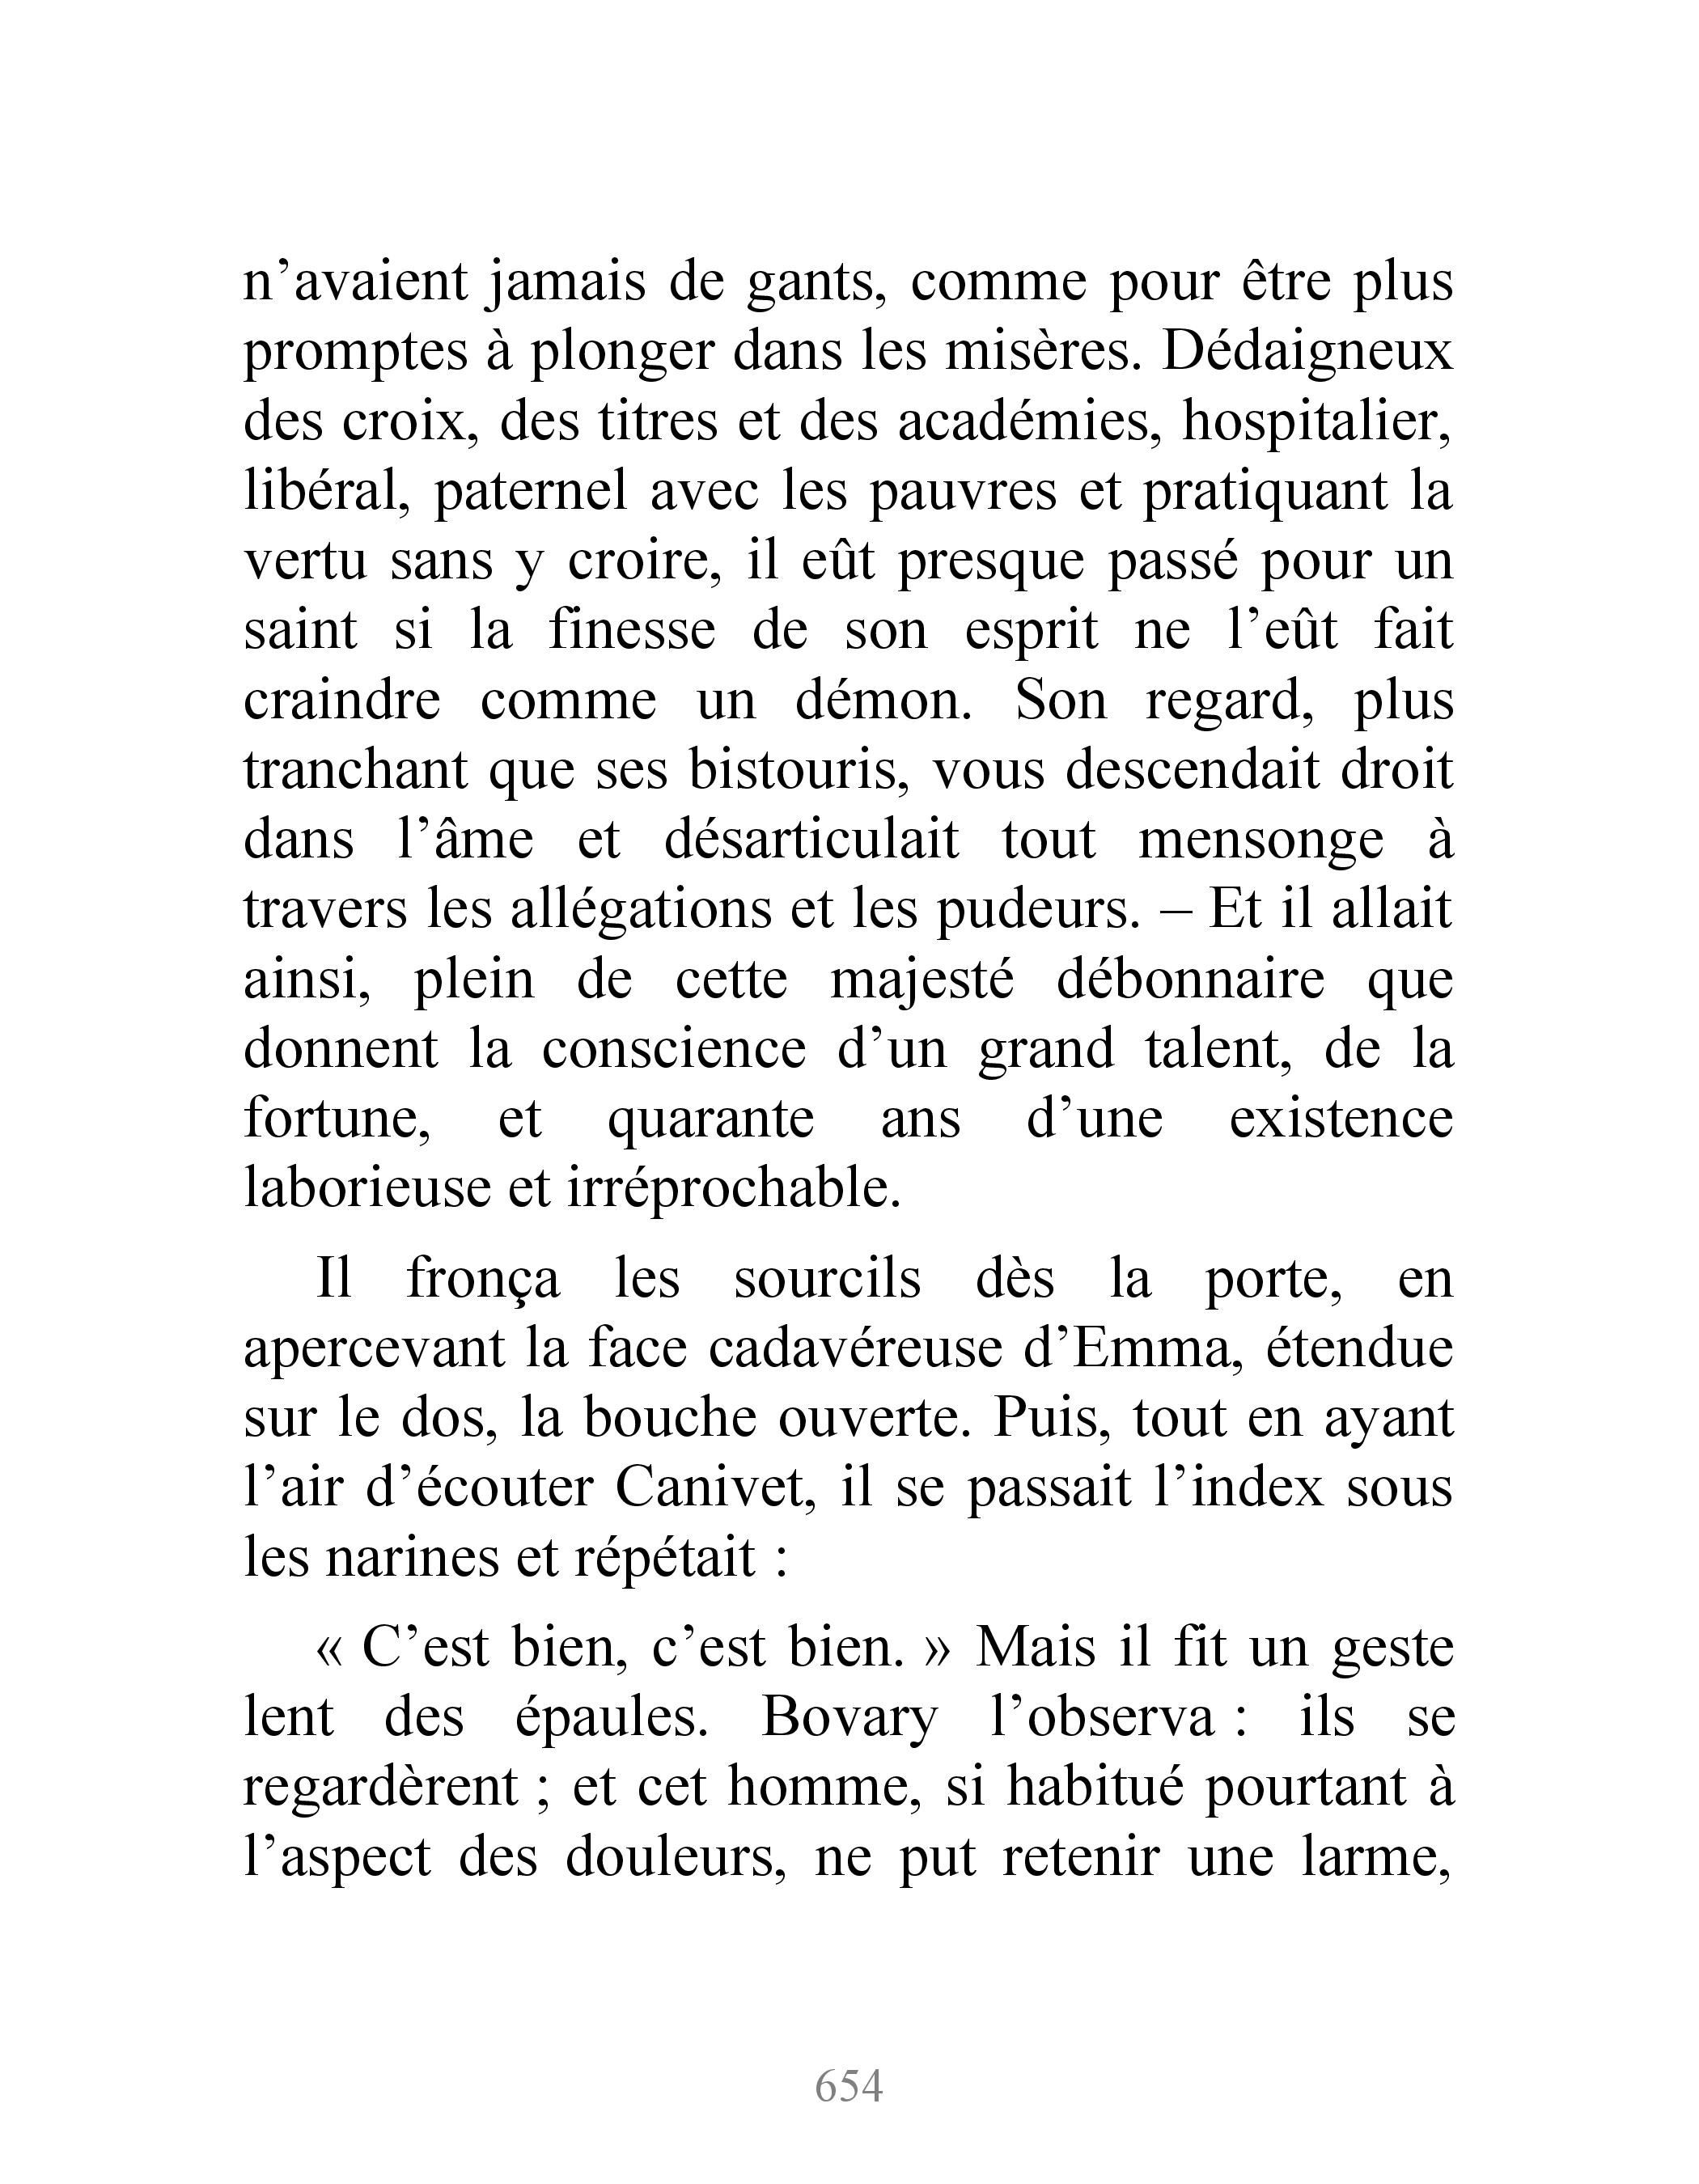 n’avaient jamais de gants, comme pour être plus
promptes à plonger dans les misères. Dédaigneux
des croix, des titres et des académies, hospitalier,
libéral, paternel avec les pauvres et pratiquant la
vertu sans y croire, il eût presque passé pour un
saint si la finesse de son esprit ne l’eût fait
craindre comme un démon. Son regard, plus
tranchant que ses bistouris, vous descendait droit
dans l’âme et désarticulait tout mensonge à
travers les allégations et les pudeurs. – Et il allait
ainsi, plein de cette majesté débonnaire que
donnent la conscience d’un grand talent, de la
fortune, et quarante ans d’une existence
laborieuse et irréprochable.
Il fronça les sourcils dès la porte, en
apercevant la face cadavéreuse d’Emma, étendue
sur le dos, la bouche ouverte. Puis, tout en ayant
l’air d’écouter Canivet, il se passait l’index sous
les narines et répétait :
« C’est bien, c’est bien. » Mais il fit un geste
lent des épaules. Bovary l’observa : ils se
regardèrent ; et cet homme, si habitué pourtant à
l’aspect des douleurs, ne put retenir une larme,
654